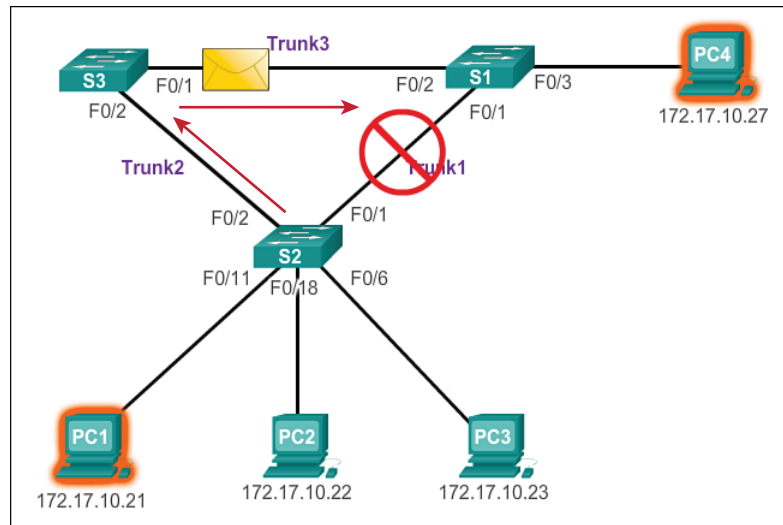 Trunk3
S3
F0/1
F0/2
S1
F0/3
PC4
F0/2
F0/1
172.17.10.27
Trunk2
Trunk1
F0/2
F0/1
S2
F0/11
F0/18
F0/6
PC1
PC2
PC3
172.17.10.21
172.17.10.22
172.17.10.23